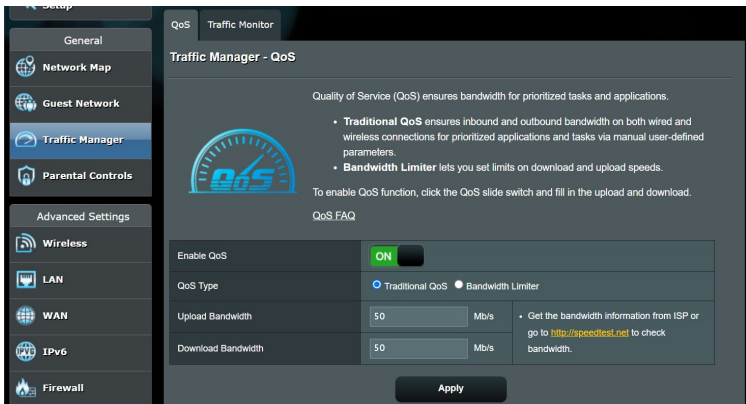 Setup
General
Network Map
Guest Network
Traffic Manager
Parental Controls
Advanced Settings
Wireless
LAN
WAN
IPv6
Firewall
QoS Traffic Monitor
Traffic Manager - QoS
QoS
Quality of Service (QoS) ensures bandwidth for prioritized tasks and applications.
• Traditional QoS ensures inbound and outbound bandwidth on both wired and
wireless connections for prioritized applications and tasks via manual user-defined
parameters.
• Bandwidth Limiter lets you set limits on download and upload speeds.
To enable QoS function, click the QoS slide switch and fill in the upload and download.
QoS FAQ
Enable QoS ON
QoS Type Traditional QoS Bandwidth Limiter
Upload Bandwidth 50 Mb/s
Download Bandwidth 50 Mb/s
• Get the bandwidth information from ISP or
go to http://speedtest.net to check
bandwidth.
Apply